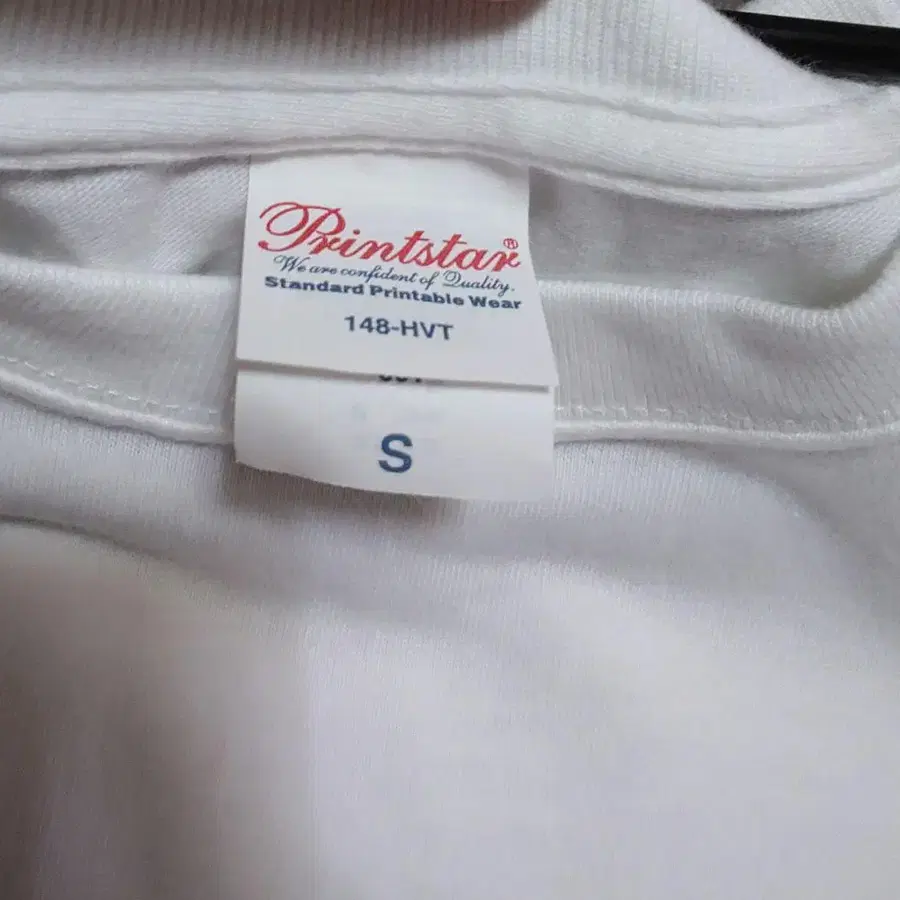 Printstar®
We are confident of Quality.
Standard Printable Wear
148-HVT
S